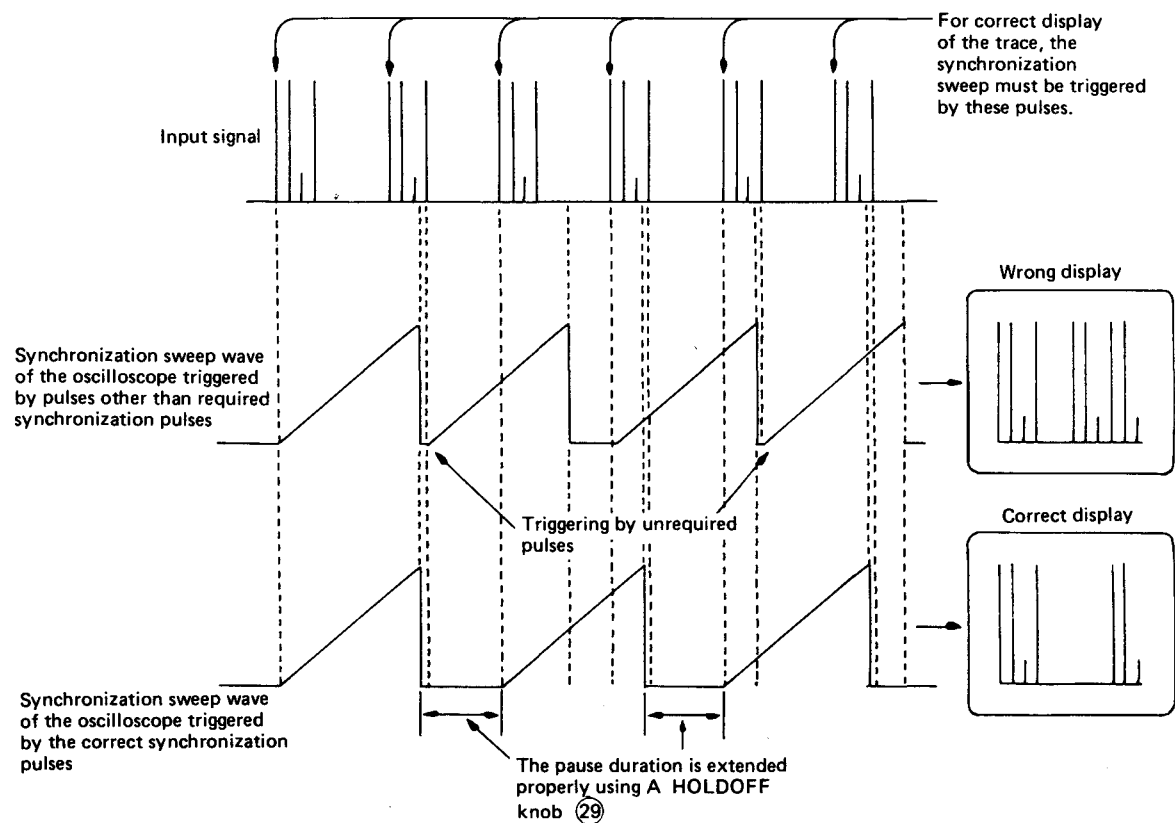 For correct display
of the trace, the
synchronization
sweep must be triggered
by these pulses.
Input signal
Wrong display
Synchronization sweep wave
of the oscilloscope triggered
by pulses other than required
synchronization pulses
Triggering by unrequired
pulses
Correct display
Synchronization sweep wave
of the oscilloscope triggered
by the correct synchronization
pulses
The pause duration is extended
properly using A HOLDOFF
knob 29